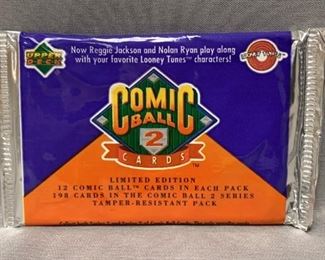 UPPER DECK
Now Reggie Jackson and Nolan Ryan play along
with your favorite Looney Tunes™ characters!
COMIC
BALL
2
CARDS
LIMITED EDITION
12 COMIC BALL™ CARDS IN EACH PACK
198 CARDS IN THE COMIC BALL 2 SERIES
TAMPER-RESISTANT PACK